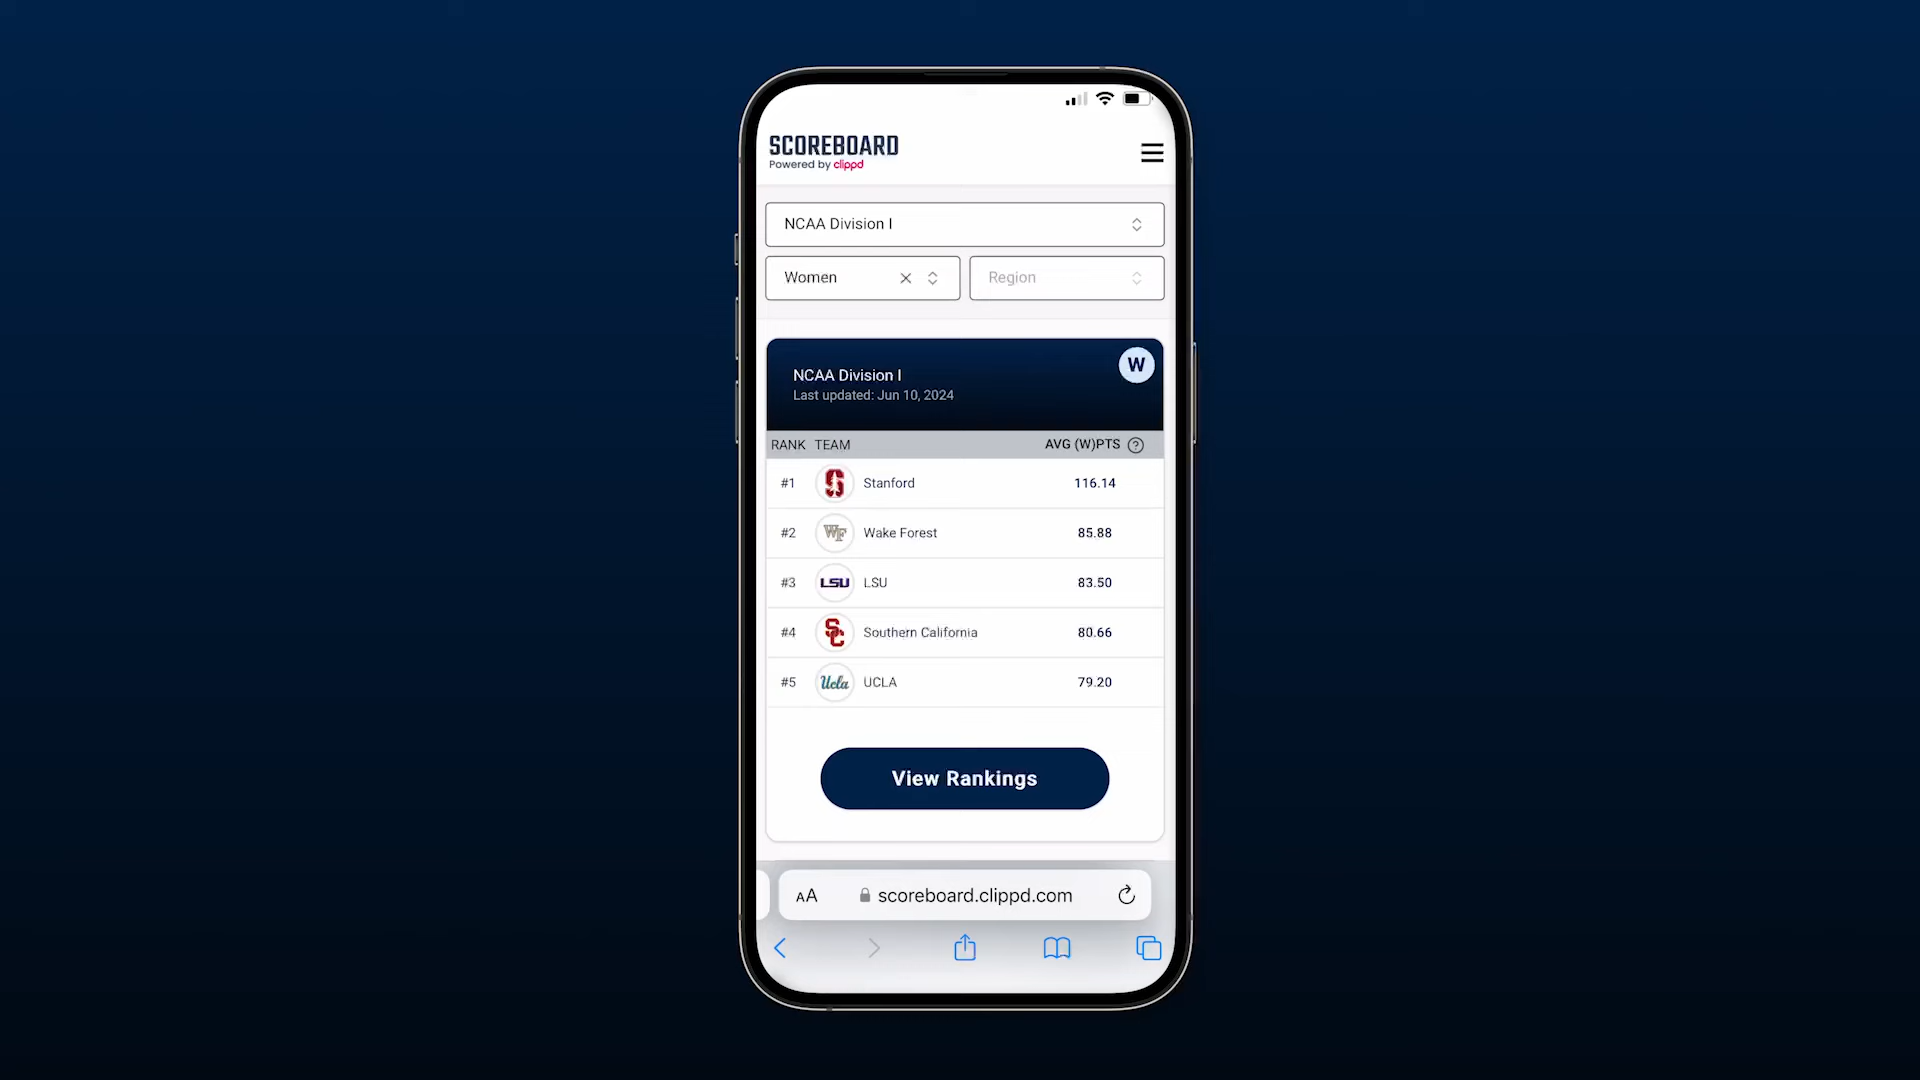 SCOREBOARD
Powered by clippd
NCAA Division I
Women
Region
NCAA Division I
W
Last updated: Jun 10, 2024
RANK TEAM AVG (W)PTS ?
#1 S Stanford 116.14
#2 WF Wake Forest 85.88
#3 LSU LSU 83.50
#4 SC Southern California 80.66
#5 Ucla UCLA 79.20
View Rankings
AA scoreboard.clippd.com